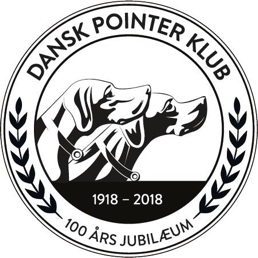 DANSK POINTER KLUB
1918 – 2018
100 ÅRS JUBILÆUM